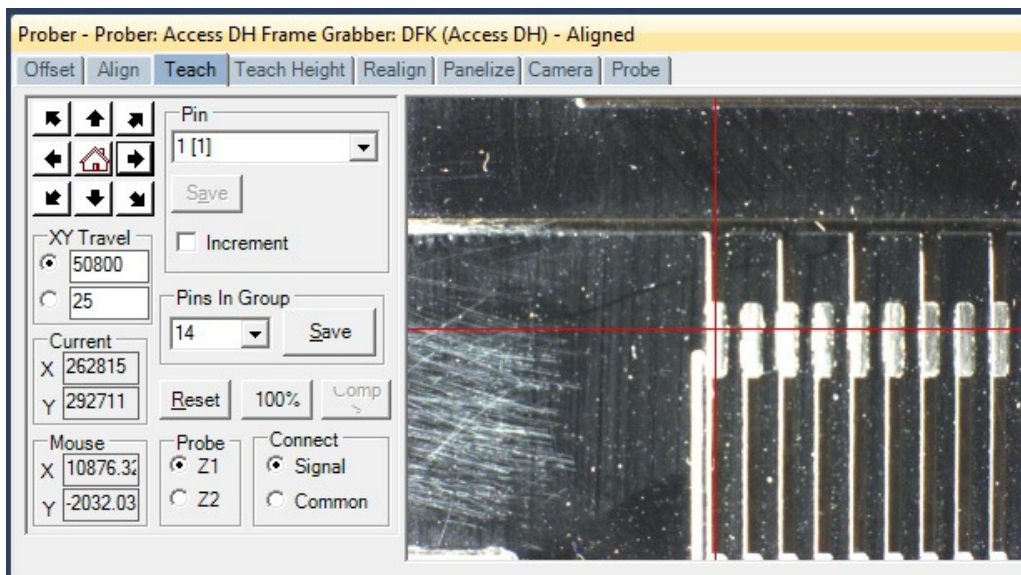 Prober - Prober: Access DH Frame Grabber: DFK (Access DH) - Aligned
Offset Align Teach Teach Height Realign Panelize Camera Probe
Pin
1 [1]
Save
Increment
XY Travel
50800
25
Pins In Group
14
Save
Current
X 262815
Y 292711
Reset 100% Comp
Mouse
X 10876.32
Y -2032.03
Probe
Z1
Z2
Connect
Signal
Common